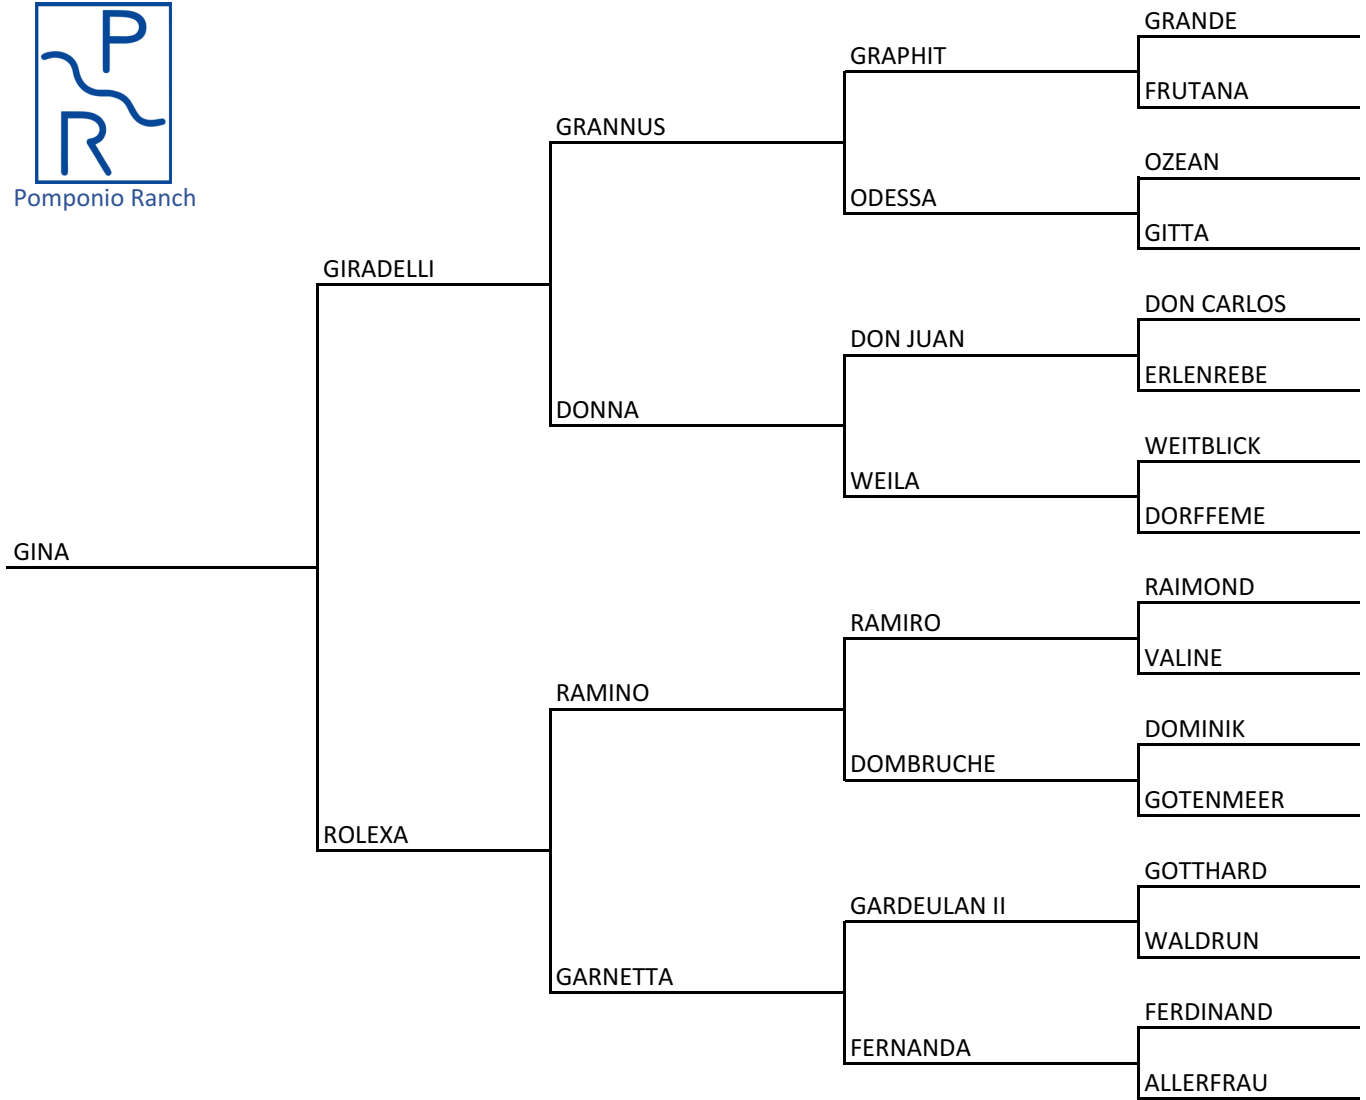 P
R
Pomponio Ranch
GRANDE
GRAPHIT
FRUTANA
GRANNUS
OZEAN
ODESSA
GITTA
GIRADELLI
DON CARLOS
DON JUAN
ERLENREBE
DONNA
WEITBLICK
WEILA
DORFFEME
GINA
RAIMOND
RAMIRO
VALINE
RAMINO
DOMINIK
DOMBRUCHE
GOTENMEER
ROLEXA
GOTTHARD
GARDEULAN II
WALDRUN
GARNETTA
FERDINAND
FERNANDA
ALLERFRAU